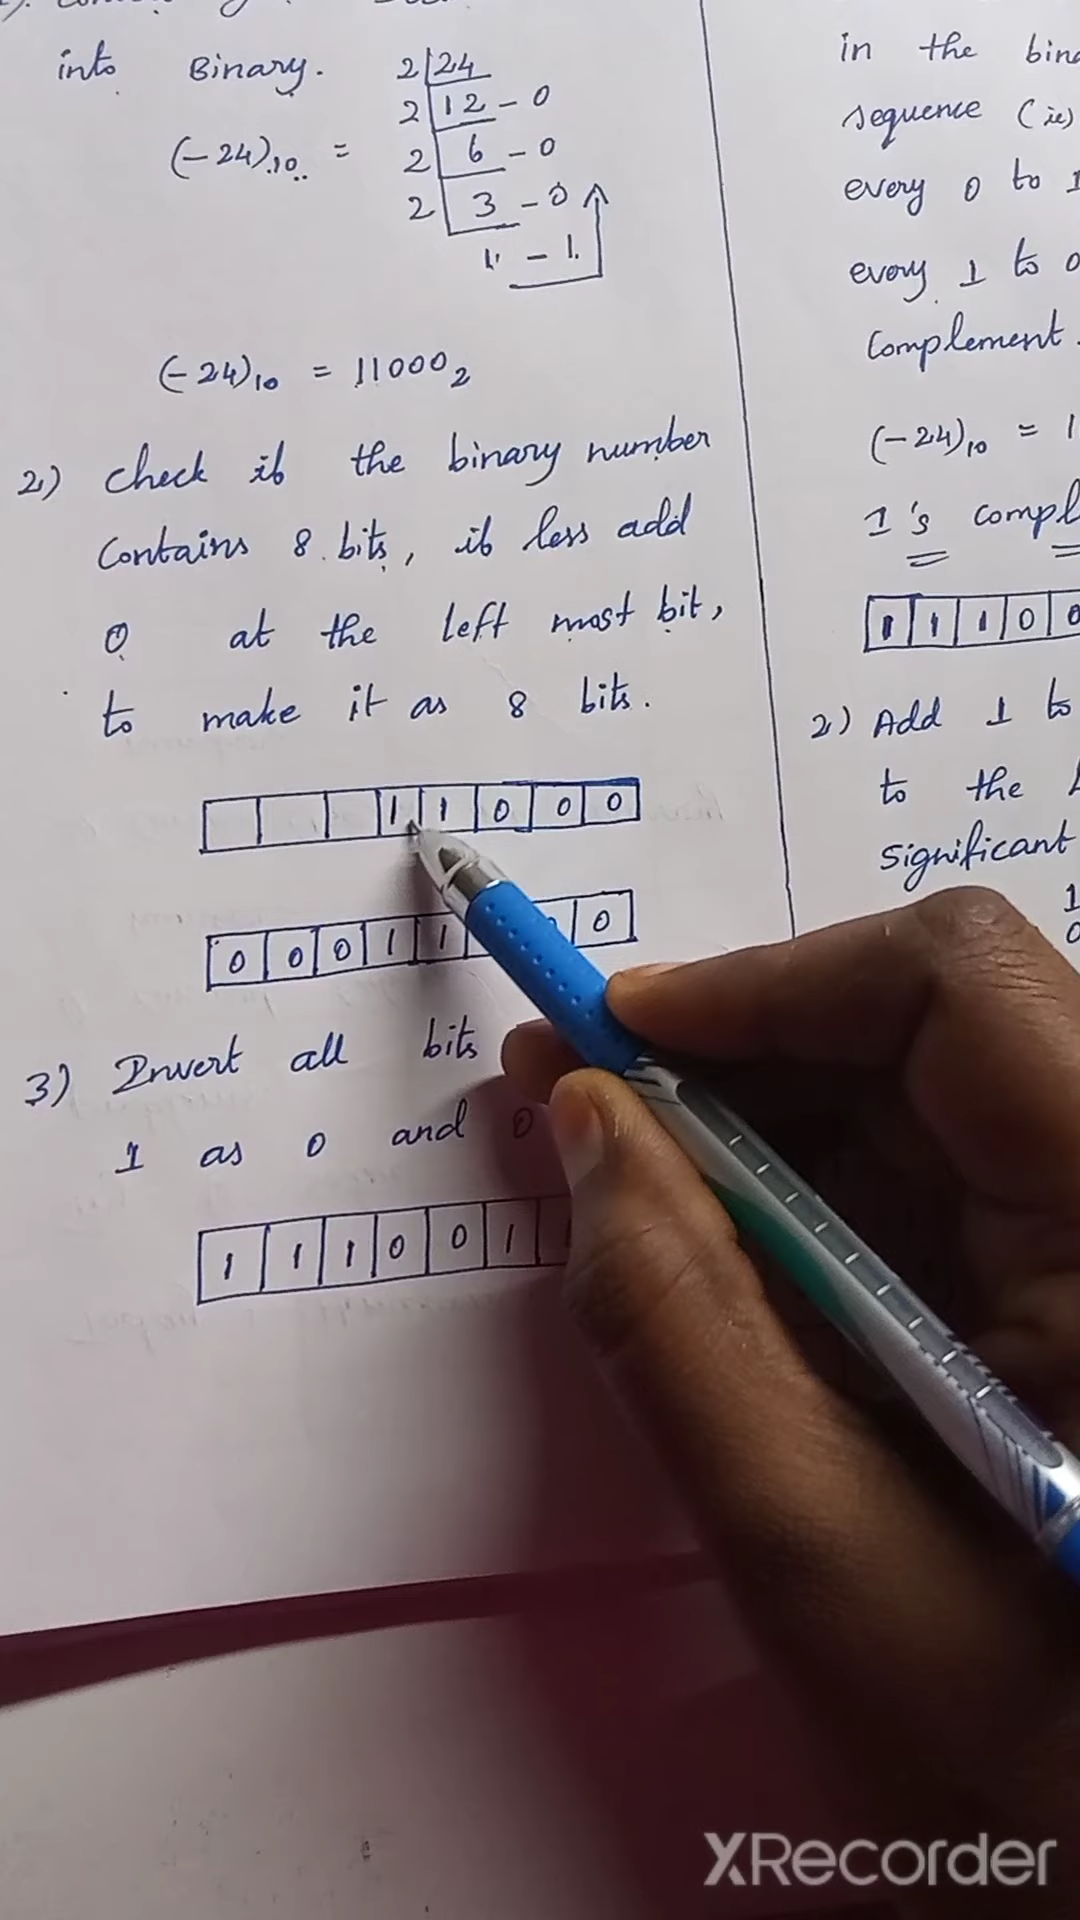 into Binary.
2 24
2 12 - 0
(-24)10 =
2 6 - 0
2 3 - 0
1 - 1
(-24)10 = 110002
2) Check if the binary number
Contains 8 bits, if less add
0 at the left most bit,
to make it as 8 bits.
1 1 0 0 0
0 0 0 1 1 0
3) Invert all bits
1 as 0 and 0
1 1 1 0 0 1 1
in the
sequence (ie)
every 0 to 1
every 1 to 0
Complement.
(-24)10 = 1
1's
1 1 1 0 0
2) Add 1 to
to the
significant
1
0
XRecorder